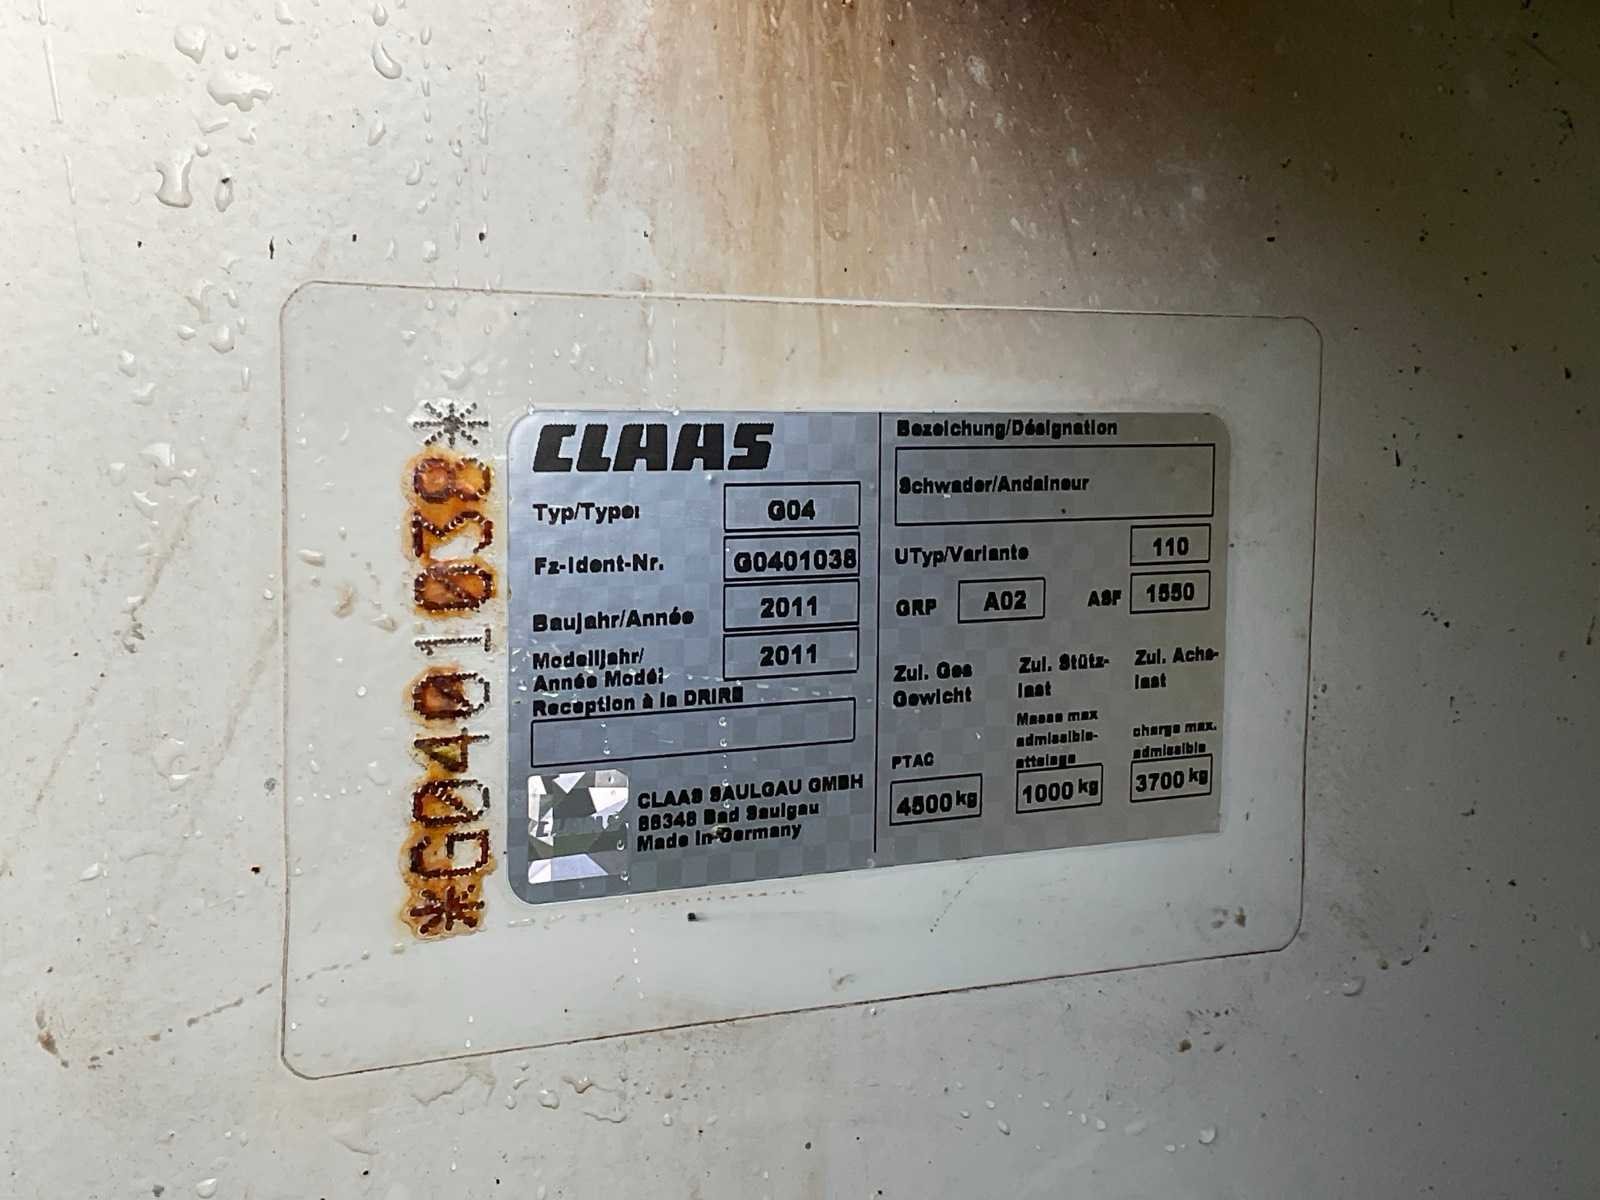 *G0401038*
CLAAS
Typ/Type: G04
Fz-Ident-Nr. G0401038
Baujahr/Année 2011
Modelljahr/
Année Modèl 2011
Reception à la DRIRE
CLAAS SAULGAU GMBH
88348 Bad Saulgau
Made in Germany
Bezeichung/Désignation
Schwader/Andaineur
UTyp/Variante 110
GRP A02 ASF 1550
Zul. Ges
Gewicht
PTAC
4500 kg
Zul. Stütz-
last
Masse max
admissible-
attelage
1000 kg
Zul. Achs-
last
charge max.
admissible
3700 kg